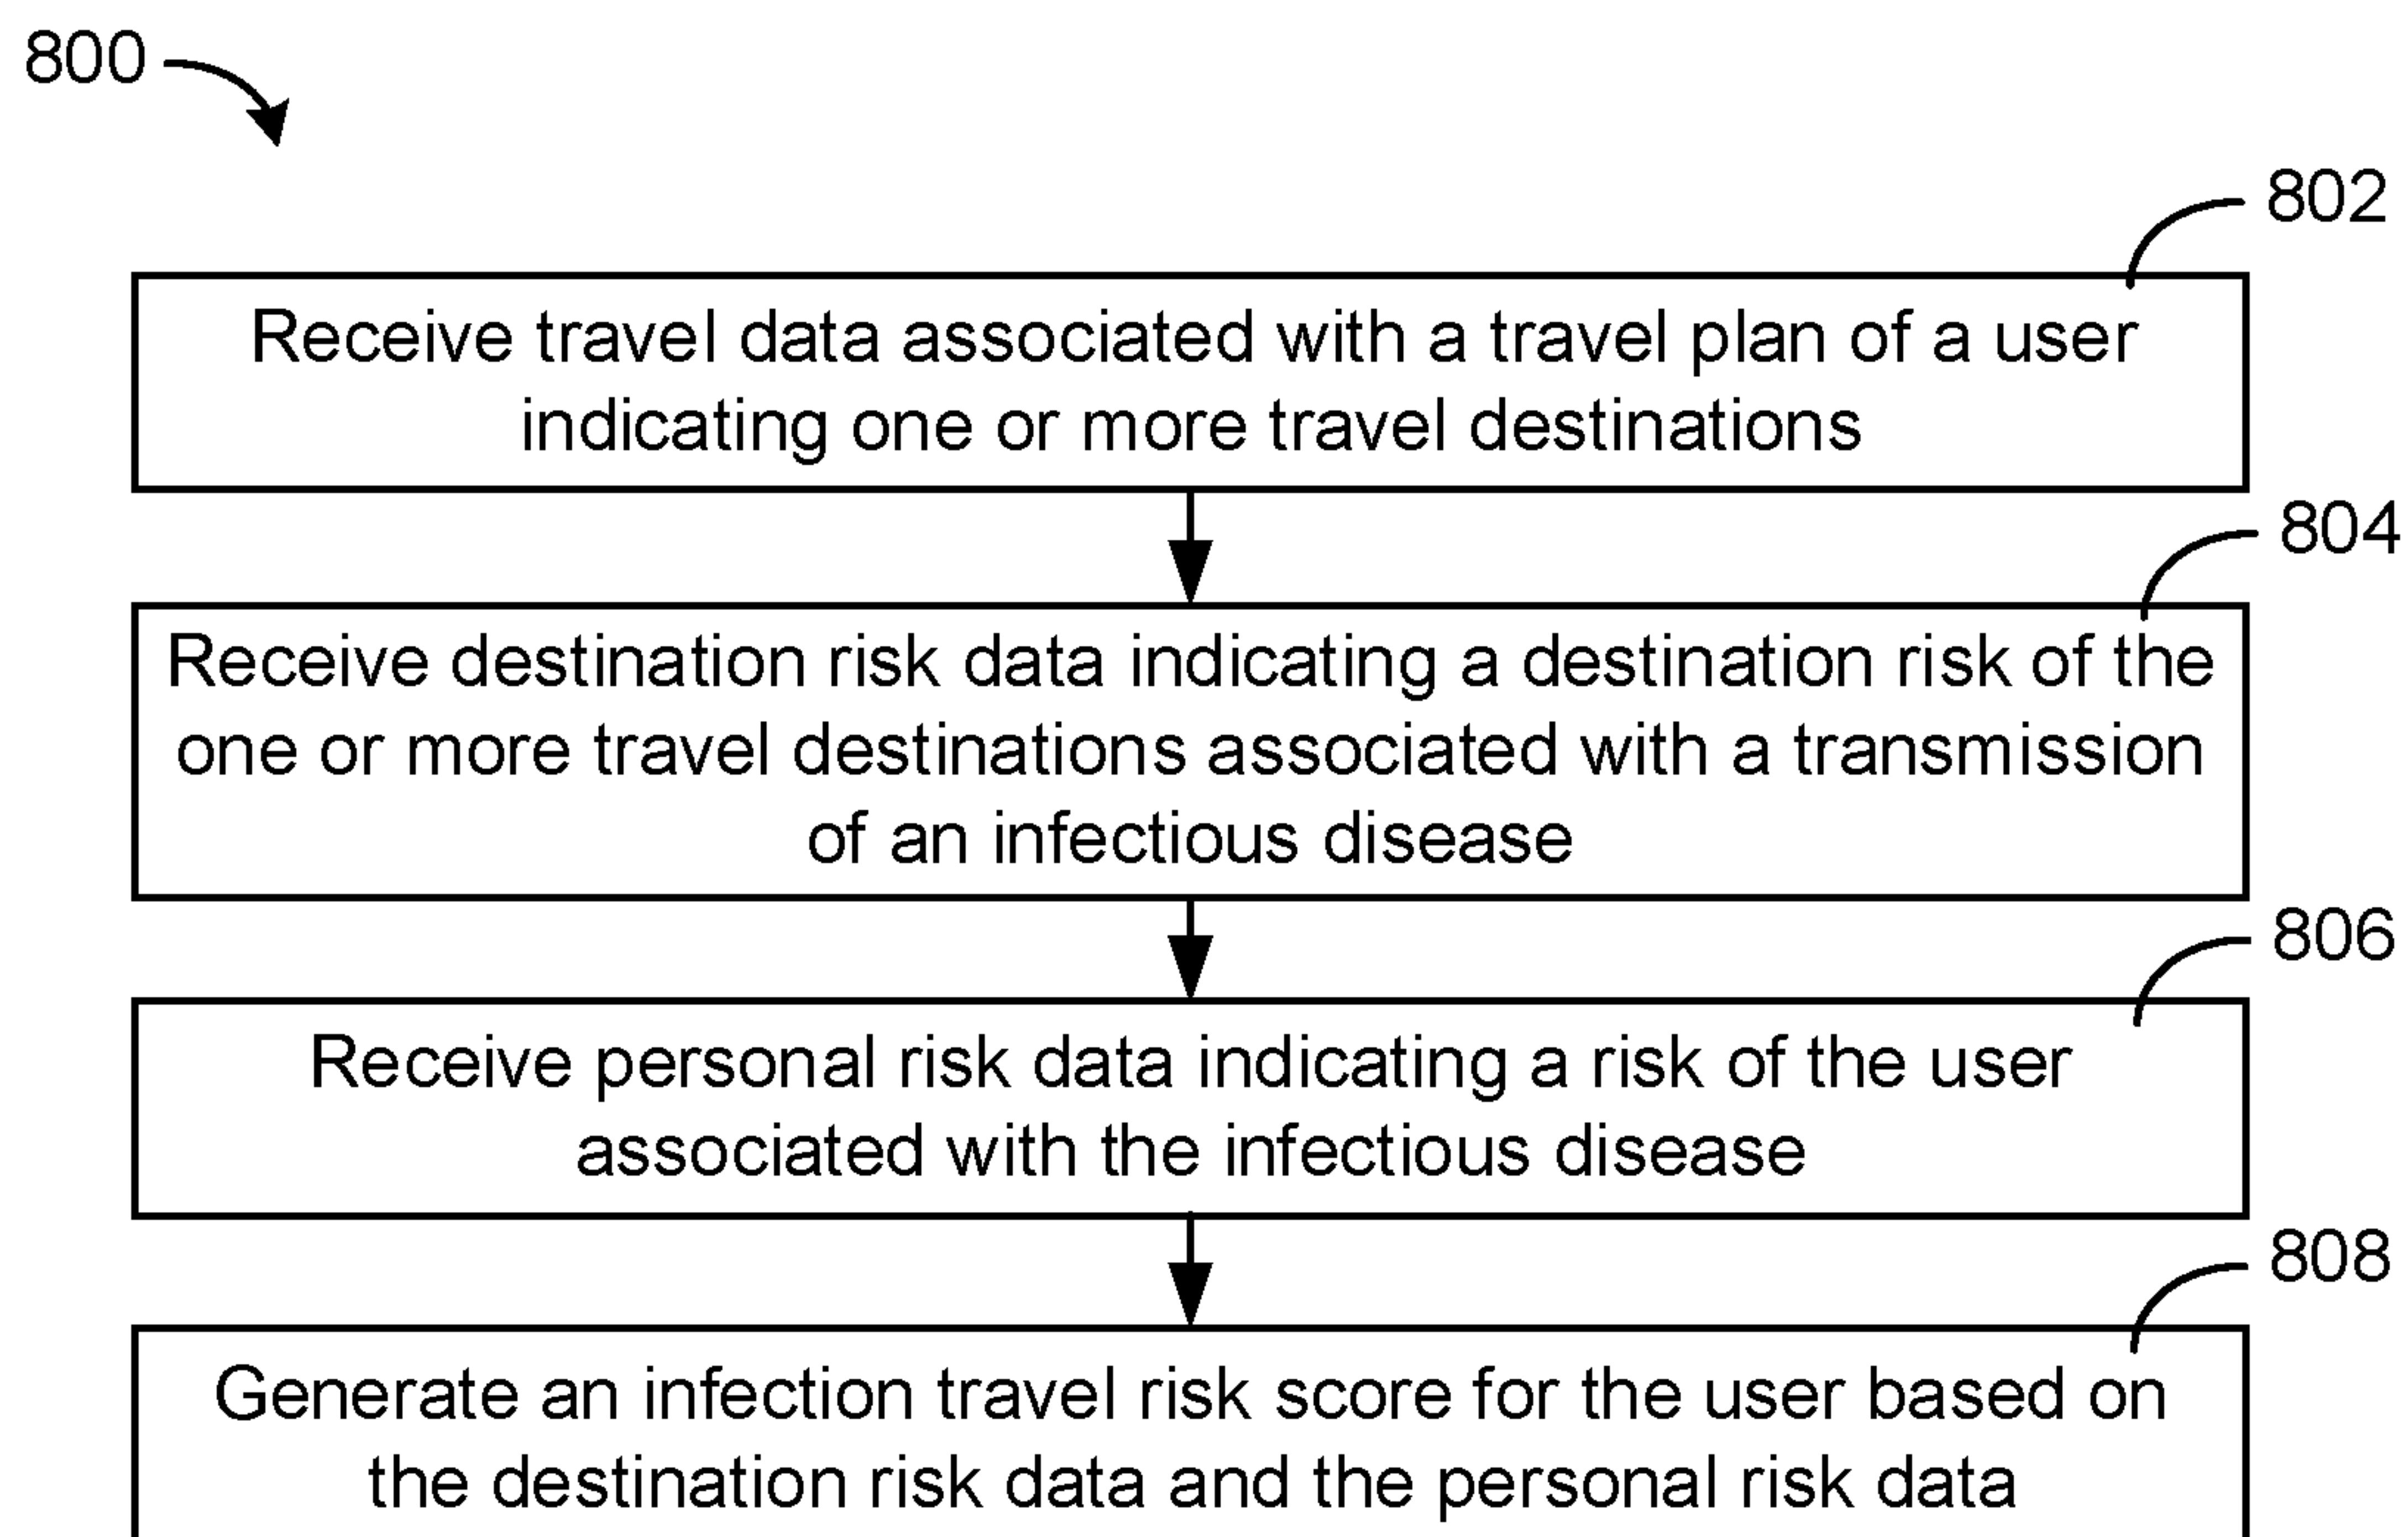 800
802
Receive travel data associated with a travel plan of a user
indicating one or more travel destinations
804
Receive destination risk data indicating a destination risk of the
one or more travel destinations associated with a transmission
of an infectious disease
806
Receive personal risk data indicating a risk of the user
associated with the infectious disease
808
Generate an infection travel risk score for the user based on
the destination risk data and the personal risk data